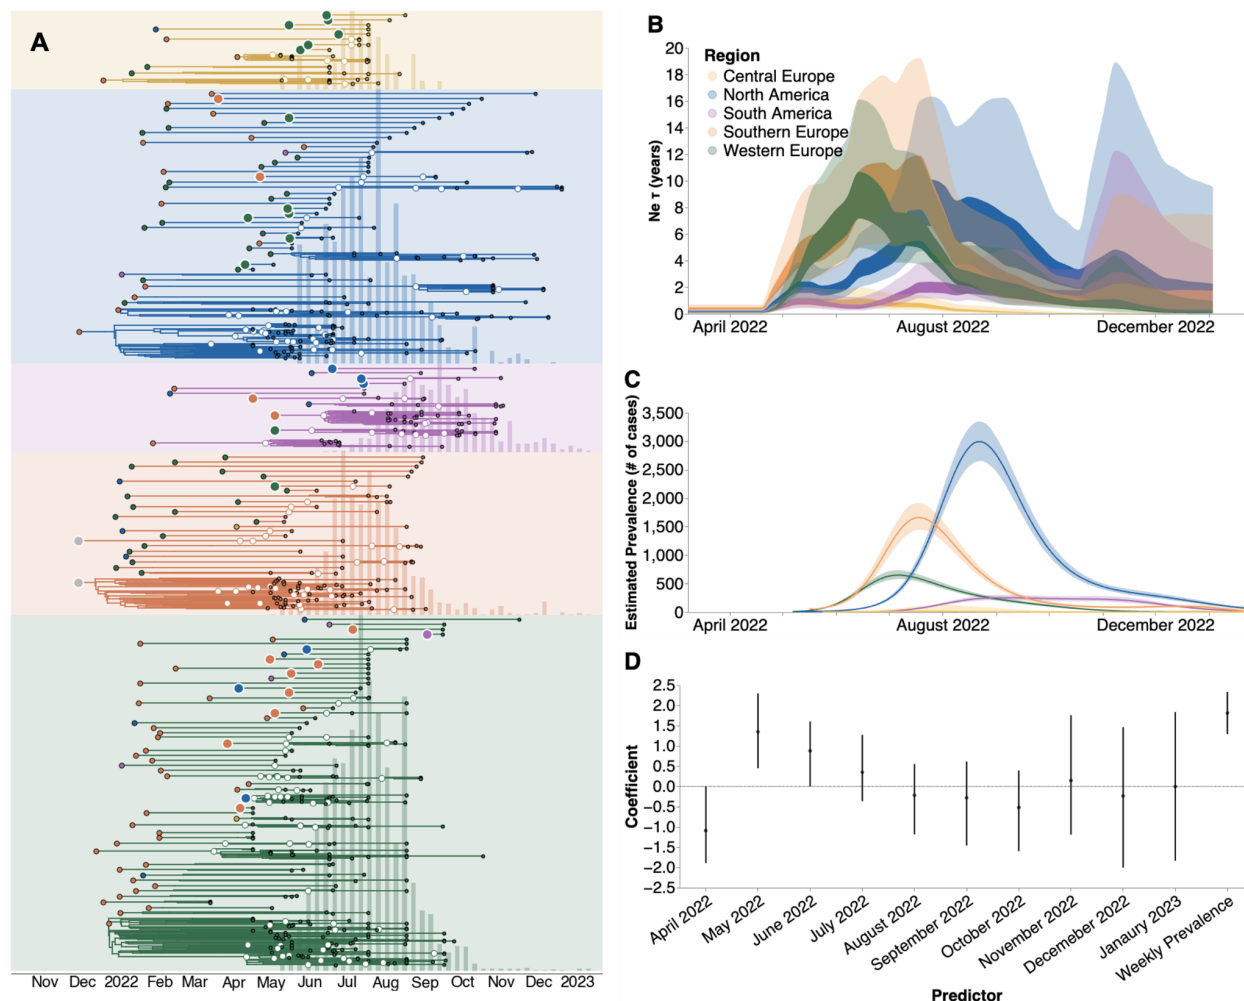 A
Nov Dec 2022 Feb Mar Apr May Jun Jul Aug Sep Oct Nov Dec 2023
B
20
18
16
14
12
10
8
6
4
2
0
Ne τ (years)
Region
Central Europe
North America
South America
Southern Europe
Western Europe
April 2022 August 2022 December 2022
C
3,500
3,000
2,500
2,000
1,500
1,000
500
0
Estimated Prevalence (# of cases)
April 2022 August 2022 December 2022
D
2.5
2.0
1.5
1.0
0.5
0.0
−0.5
−1.0
−1.5
−2.0
−2.5
Coefficient
April 2022
May 2022
June 2022
July 2022
August 2022
September 2022
October 2022
November 2022
Decemeber 2022
Janaury 2023
Weekly Prevalence
Predictor